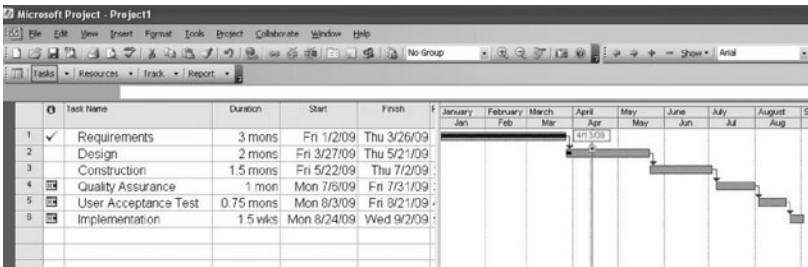 Microsoft Project - Project1
File Edit View Insert Format Tools Project Collaborate Window Help
No Group Show Arial
Tasks Resources Track Report
Task Name Duration Start Finish January February March April May June July August
Jan Feb Mar Apr May Jun Jul Aug
4/13/09
1 Requirements 3 mons Fri 1/2/09 Thu 3/26/09
2 Design 2 mons Fri 3/27/09 Thu 5/21/09
3 Construction 1.5 mons Fri 5/22/09 Thu 7/2/09
4 Quality Assurance 1 mon Mon 7/6/09 Fri 7/31/09
5 User Acceptance Test 0.75 mons Mon 8/3/09 Fri 8/21/09
6 Implementation 1.5 wks Mon 8/24/09 Wed 9/2/09